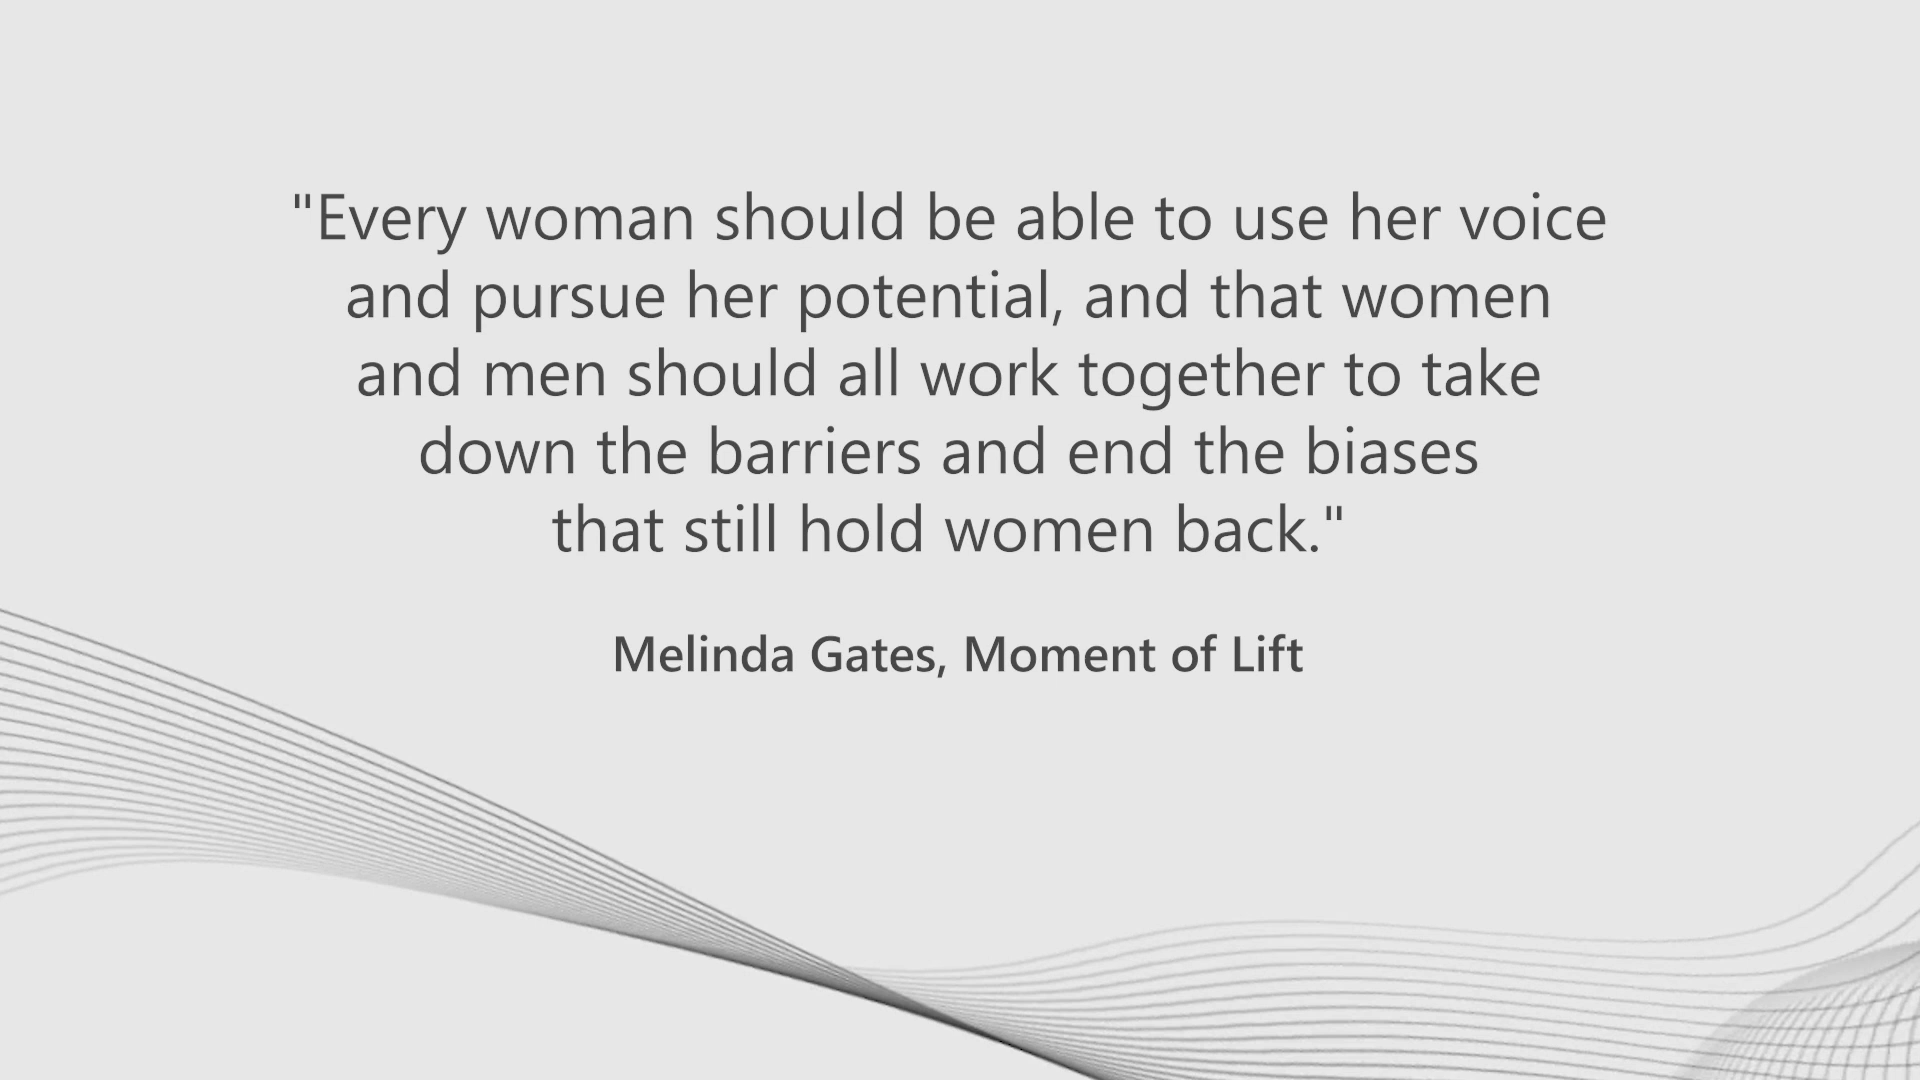 "Every woman should be able to use her voice
and pursue her potential, and that women
and men should all work together to take
down the barriers and end the biases
that still hold women back."
Melinda Gates, Moment of Lift